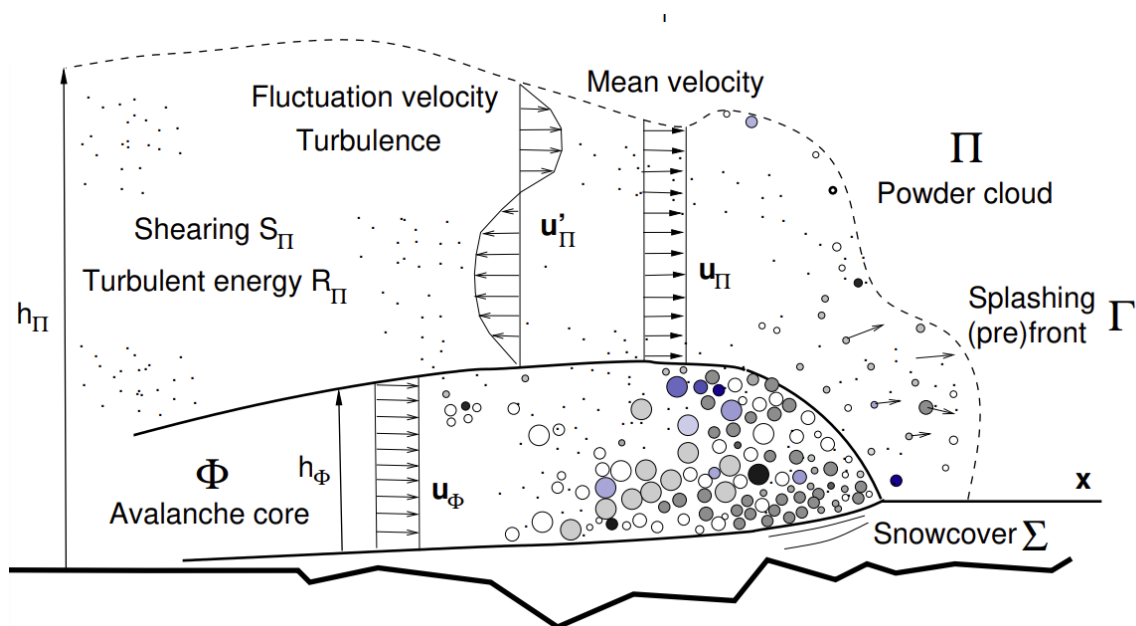 Fluctuation velocity
Turbulence
Mean velocity
Π
Powder cloud
Shearing S_Π
Turbulent energy R_Π
u'_Π
u_Π
h_Π
Splashing
(pre)front Γ
Φ
Avalanche core
h_Φ
u_Φ
x
Snowcover Σ